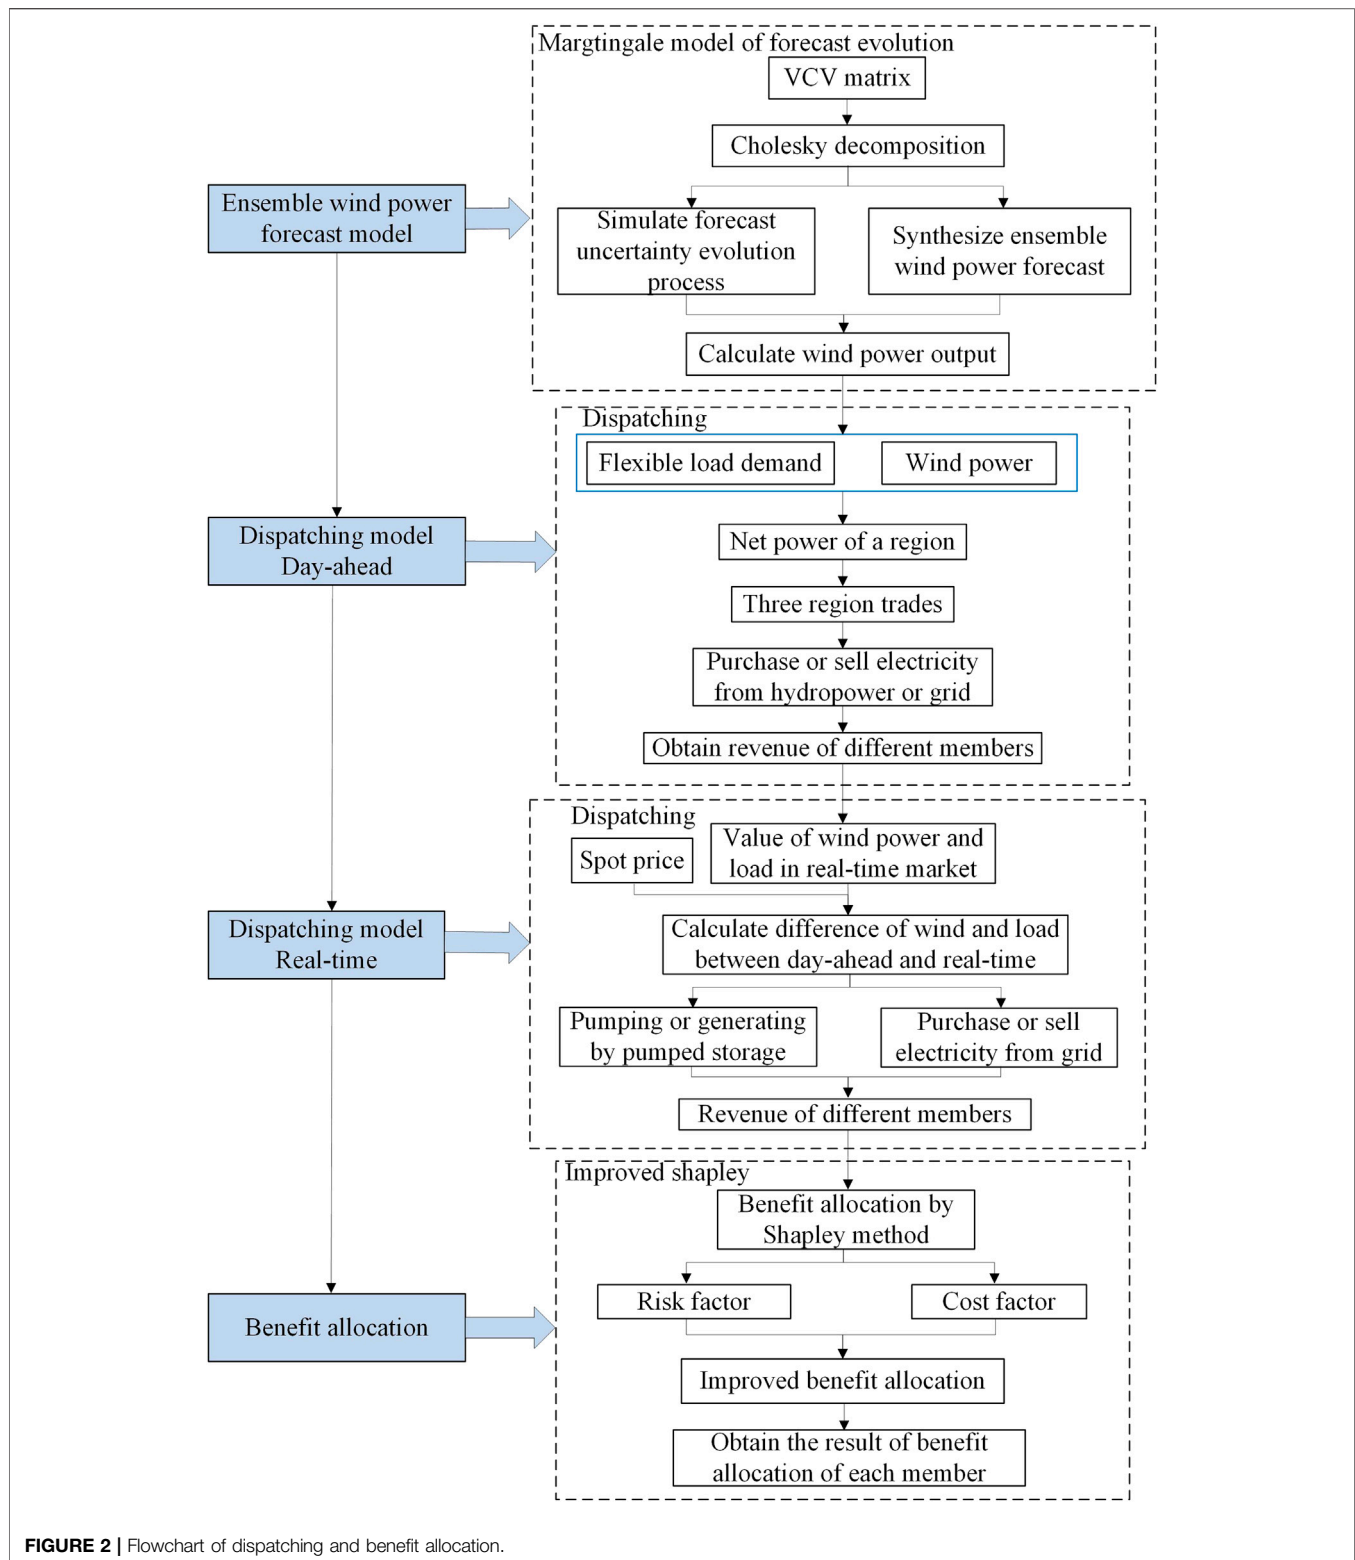 Margtingale model of forecast evolution
VCV matrix
Cholesky decomposition
Ensemble wind power
forecast model
Simulate forecast
uncertainty evolution
process
Synthesize ensemble
wind power forecast
Calculate wind power output
Dispatching
Flexible load demand
Wind power
Dispatching model
Day-ahead
Net power of a region
Three region trades
Purchase or sell electricity
from hydropower or grid
Obtain revenue of different members
Dispatching
Spot price
Value of wind power and
load in real-time market
Dispatching model
Real-time
Calculate difference of wind and load
between day-ahead and real-time
Pumping or generating
by pumped storage
Purchase or sell
electricity from grid
Revenue of different members
Improved shapley
Benefit allocation by
Shapley method
Benefit allocation
Risk factor
Cost factor
Improved benefit allocation
Obtain the result of benefit
allocation of each member
FIGURE 2 | Flowchart of dispatching and benefit allocation.